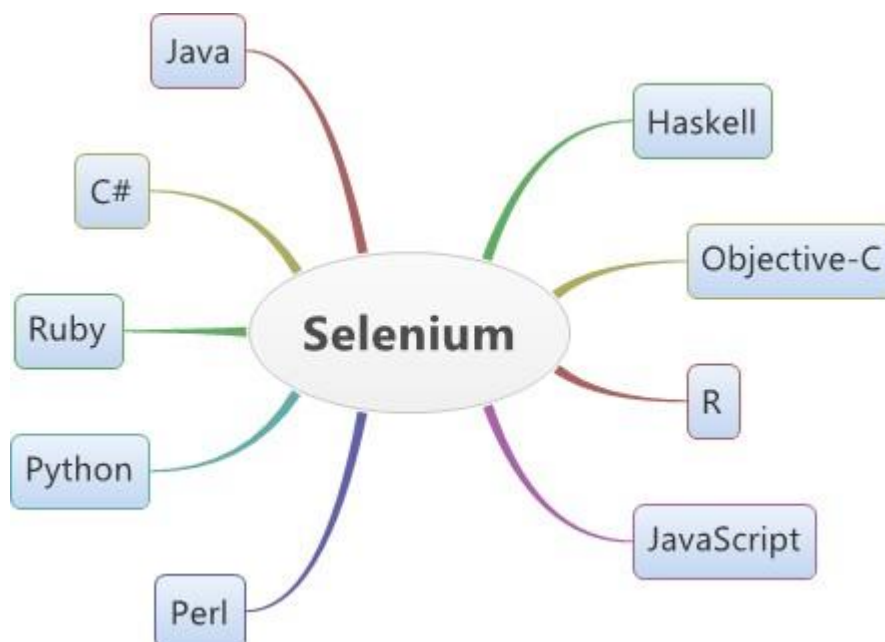 Java
Haskell
C#
Objective-C
Ruby
Selenium
R
Python
JavaScript
Perl